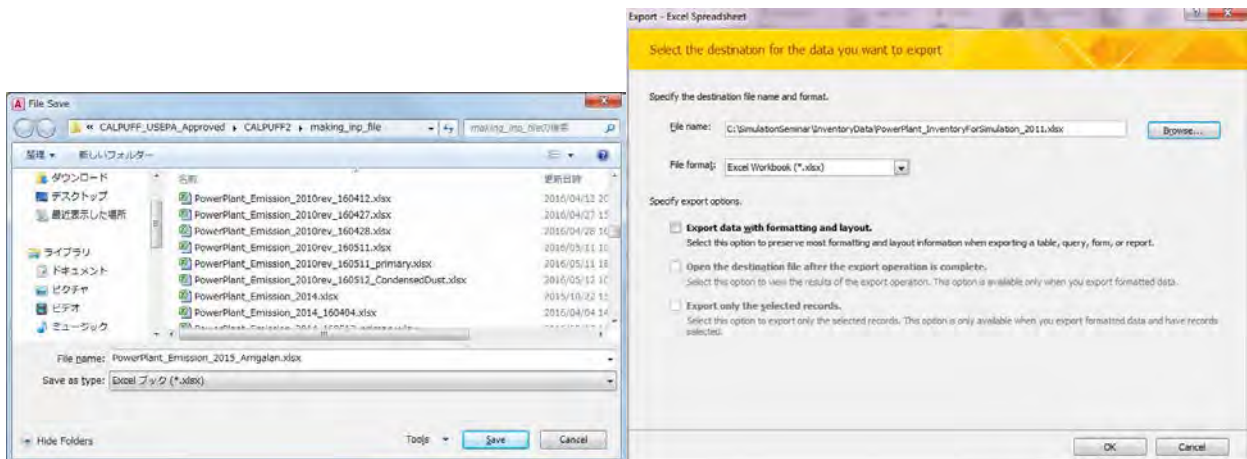 File Save
« CALPUFF_USEPA_Approved ▸ CALPUFF2 ▸ making_inp_file
making_inp_fileの検索
整理 新しいフォルダー
ダウンロード
デスクトップ
最近表示した場所
ライブラリ
ドキュメント
ピクチャ
ビデオ
ミュージック
名前 更新日時
PowerPlant_Emission_2010rev_160412.xlsx 2016/04/12 20
PowerPlant_Emission_2010rev_160427.xlsx 2016/04/27 15
PowerPlant_Emission_2010rev_160428.xlsx 2016/04/28 16
PowerPlant_Emission_2010rev_160511.xlsx 2016/05/11 10
PowerPlant_Emission_2010rev_160511_primary.xlsx 2016/05/11 18
PowerPlant_Emission_2010rev_160512_CondensedDust.xlsx 2016/05/12 10
PowerPlant_Emission_2014.xlsx 2015/10/22 15
PowerPlant_Emission_2014_160404.xlsx 2016/04/04 14
File name: PowerPlant_Emission_2015_Amgalan.xlsx
Save as type: Excel ブック (*.xlsx)
Hide Folders Tools Save Cancel
Export - Excel Spreadsheet
Select the destination for the data you want to export
Specify the destination file name and format.
File name: C:\SimulationSeminar\InventoryData\PowerPlant_InventoryForSimulation_2011.xlsx Browse...
File format: Excel Workbook (*.xlsx)
Specify export options.
Export data with formatting and layout.
Select this option to preserve most formatting and layout information when exporting a table, query, form, or report.
Open the destination file after the export operation is complete.
Select this option to view the results of the export operation. This option is available only when you export formatted data.
Export only the selected records.
Select this option to export only the selected records. This option is only available when you export formatted data and have records
selected.
OK Cancel